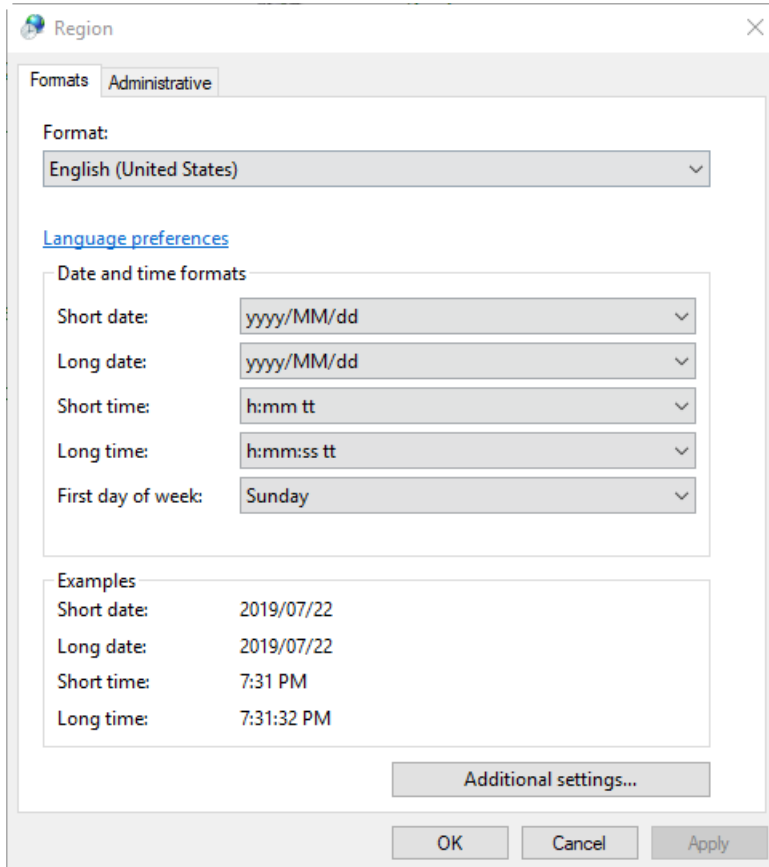 Region
Formats
Administrative
Format:
English (United States)
Language preferences
Date and time formats
Short date: yyyy/MM/dd
Long date: yyyy/MM/dd
Short time: h:mm tt
Long time: h:mm:ss tt
First day of week: Sunday
Examples
Short date: 2019/07/22
Long date: 2019/07/22
Short time: 7:31 PM
Long time: 7:31:32 PM
Additional settings...
OK Cancel Apply